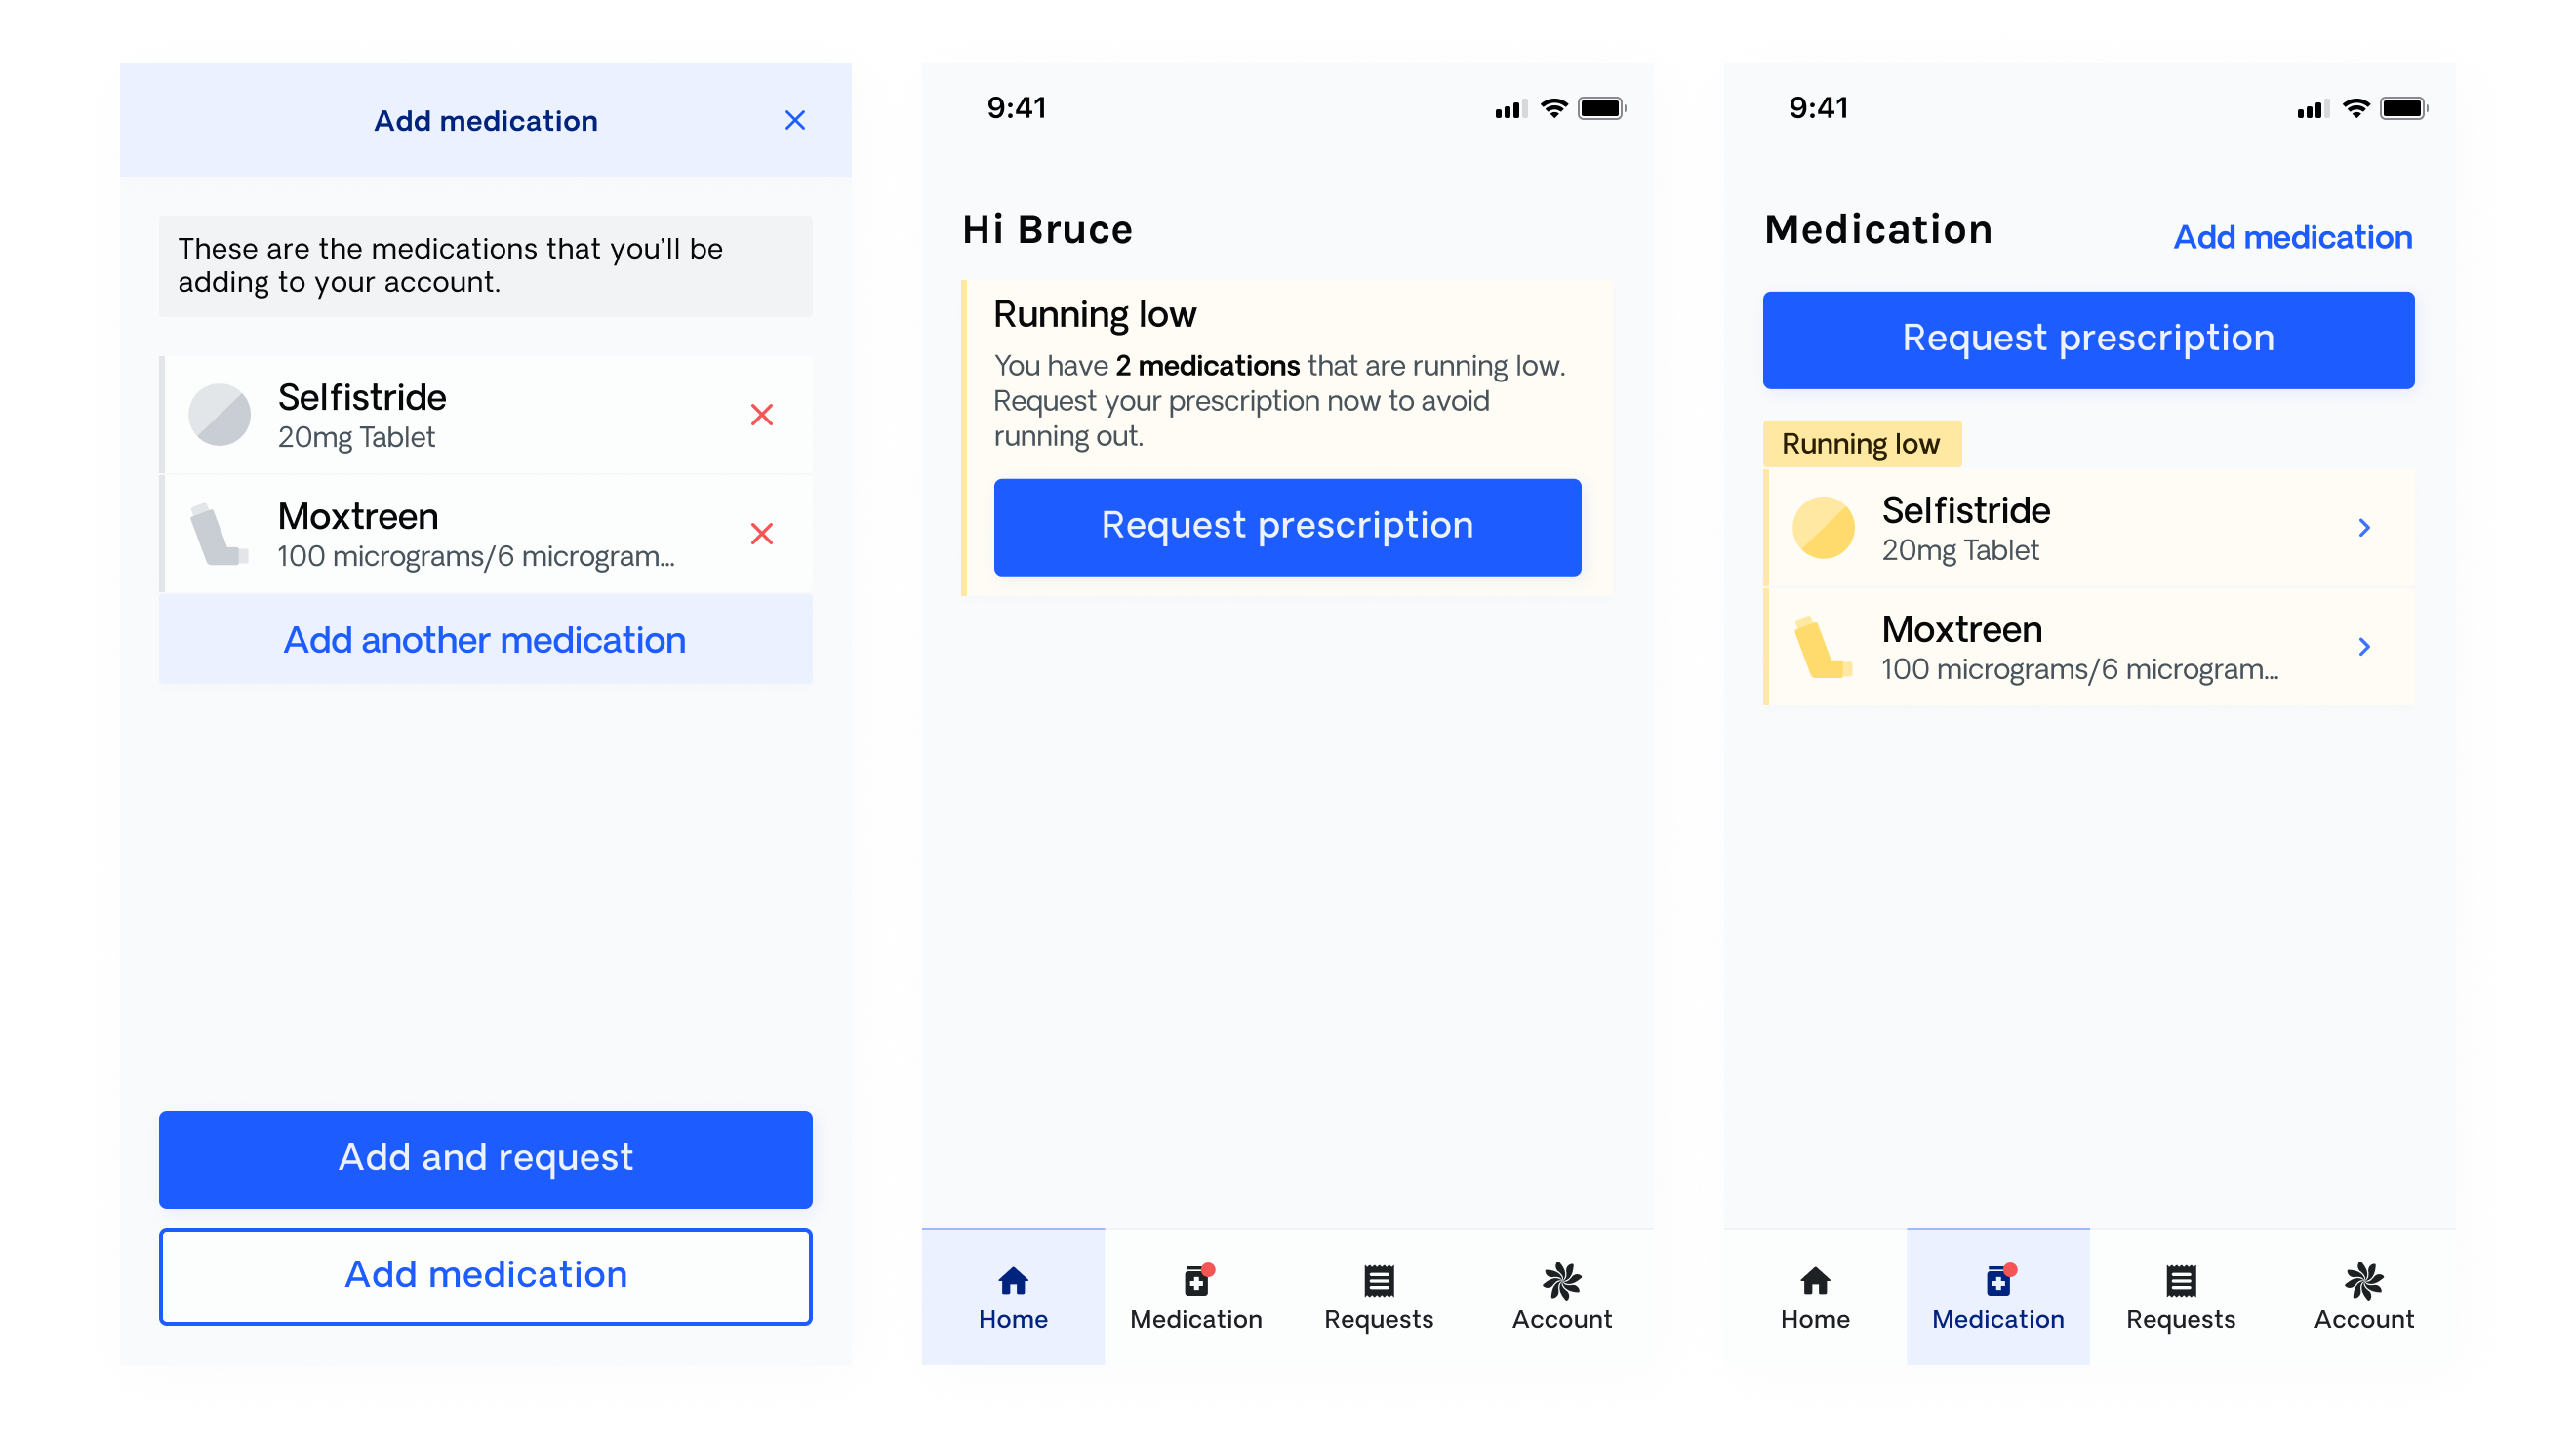 Add medication
These are the medications that you’ll be
adding to your account.
Selfistride
20mg Tablet
Moxtreen
100 micrograms/6 microgram...
Add another medication
Add and request
Add medication
9:41
Hi Bruce
Running low
You have 2 medications that are running low.
Request your prescription now to avoid
running out.
Request prescription
Home
Medication
Requests
Account
9:41
Medication
Add medication
Request prescription
Running low
Selfistride
20mg Tablet
Moxtreen
100 micrograms/6 microgram...
Home
Medication
Requests
Account